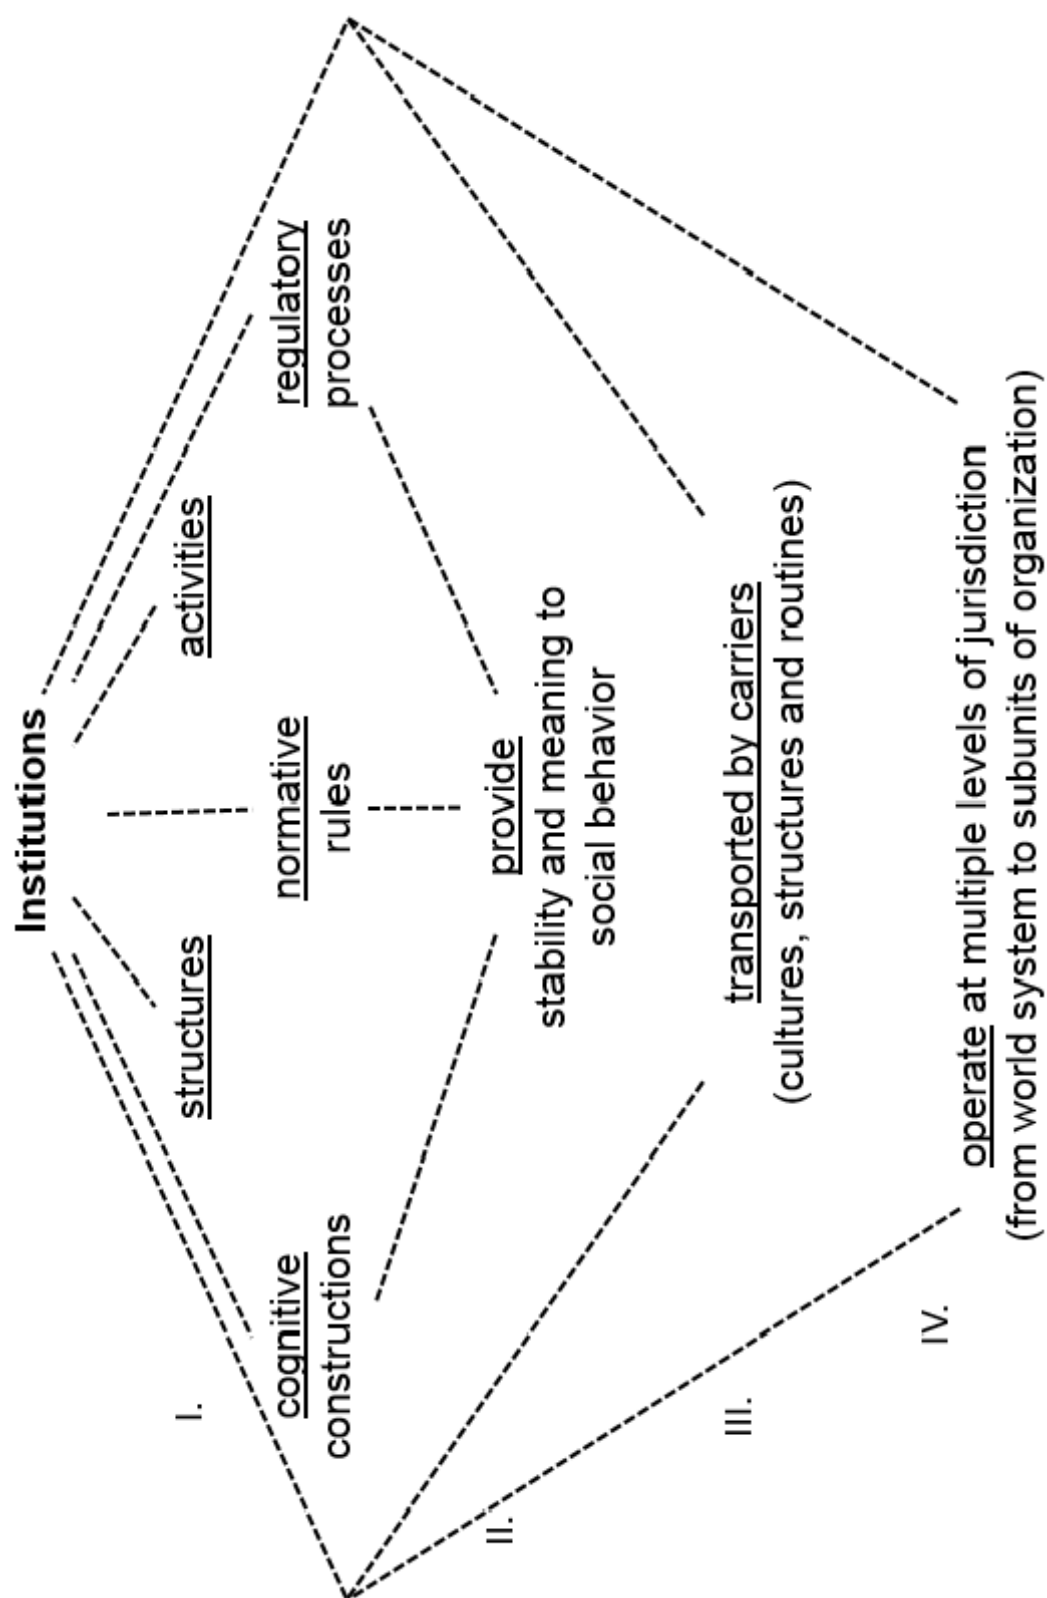 Institutions
I.
structures
activities
cognitive
constructions
normative
rules
regulatory
processes
II.
provide
stability and meaning to
social behavior
III.
transported by carriers
(cultures, structures and routines)
IV.
operate at multiple levels of jurisdiction
(from world system to subunits of organization)